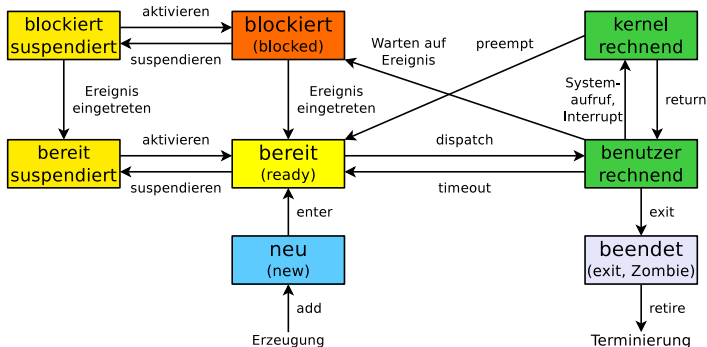 blockiert
suspendiert
aktivieren
suspendieren
blockiert
(blocked)
Warten auf
Ereignis
preempt
kernel
rechnend
Ereignis
eingetreten
Ereignis
eingetreten
System-
aufruf,
Interrupt
return
bereit
suspendiert
aktivieren
suspendieren
bereit
(ready)
dispatch
timeout
benutzer
rechnend
enter
exit
neu
(new)
beendet
(exit, Zombie)
add
retire
Erzeugung
Terminierung